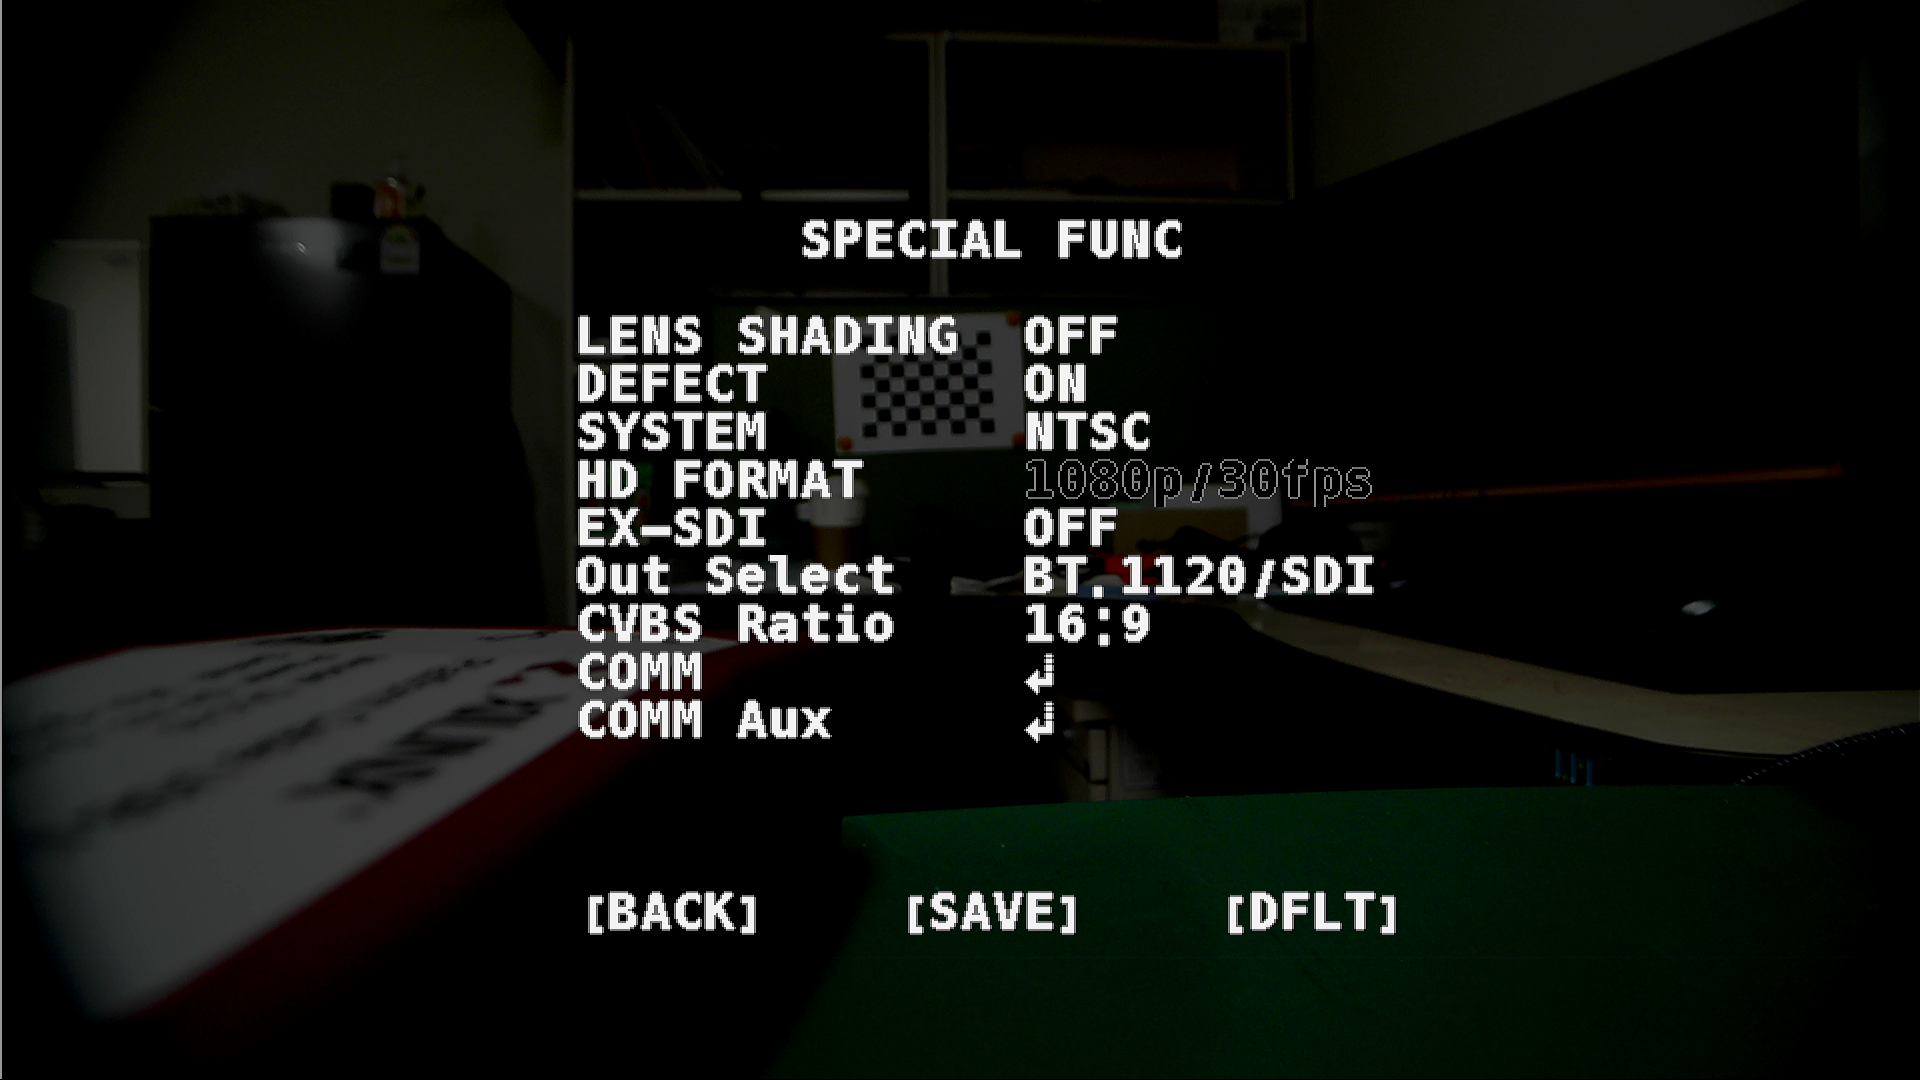 SPECIAL FUNC
LENS SHADING OFF
DEFECT ON
SYSTEM NTSC
HD FORMAT 1080p/30fps
EX-SDI OFF
Out Select BT.1120/SDI
CVBS Ratio 16:9
COMM ↲
COMM Aux ↲
[BACK] [SAVE] [DFLT]